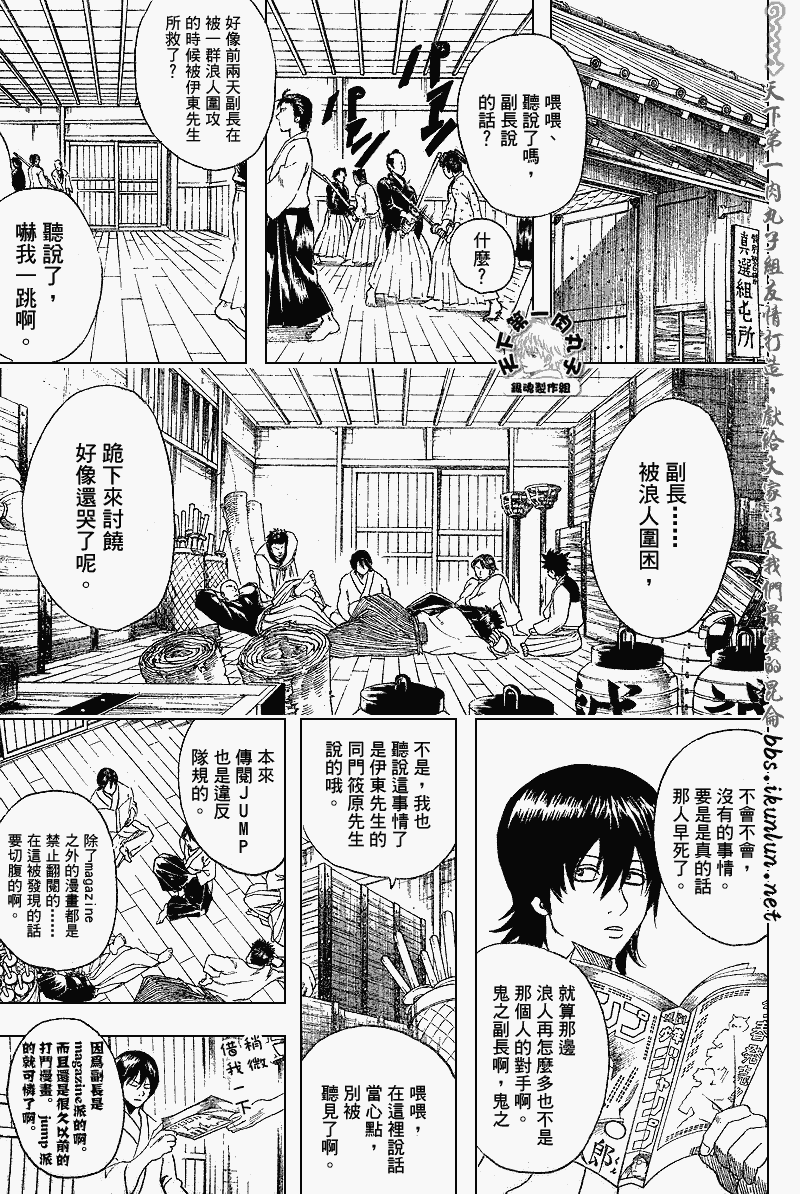 真選組屯所
喂喂、
聽說了嗎，
副長說
的話？
什麼？
好像前兩天副長在
被一群浪人圍攻
的時候被伊東先生
所救了？
聽說了，
嚇我一跳啊。
天下第一肉丸子
銀魂製作組
副長……
被浪人圍困，
跪下來討饒
好像還哭了呢。
不會不會，
沒有的事情。
要是是真的話
那人早死了。
就算那邊
浪人再怎麼多也不是
那個人的對手啊。
鬼之副長啊，鬼之
不是，我也
聽說這事情了
是伊東先生的
同門筱原先生
說的哦。
喂喂，
在這裡說話
當心點，
別被
聽見了啊。
本來
傳閱JUMP
也是違反
隊規的。
除了magazine
之外的漫畫都是
禁止翻閱的……
在這被發現的話
要切腹的啊。
稍微
借我一下
因爲副長是
magazine派的啊。
而且還是很久以前的
打鬥漫畫。jump派
的就可憐了啊。
天下第一肉丸子組友情打造，獻給大家以及我們最愛的昆侖-bbs.ikunlun.net